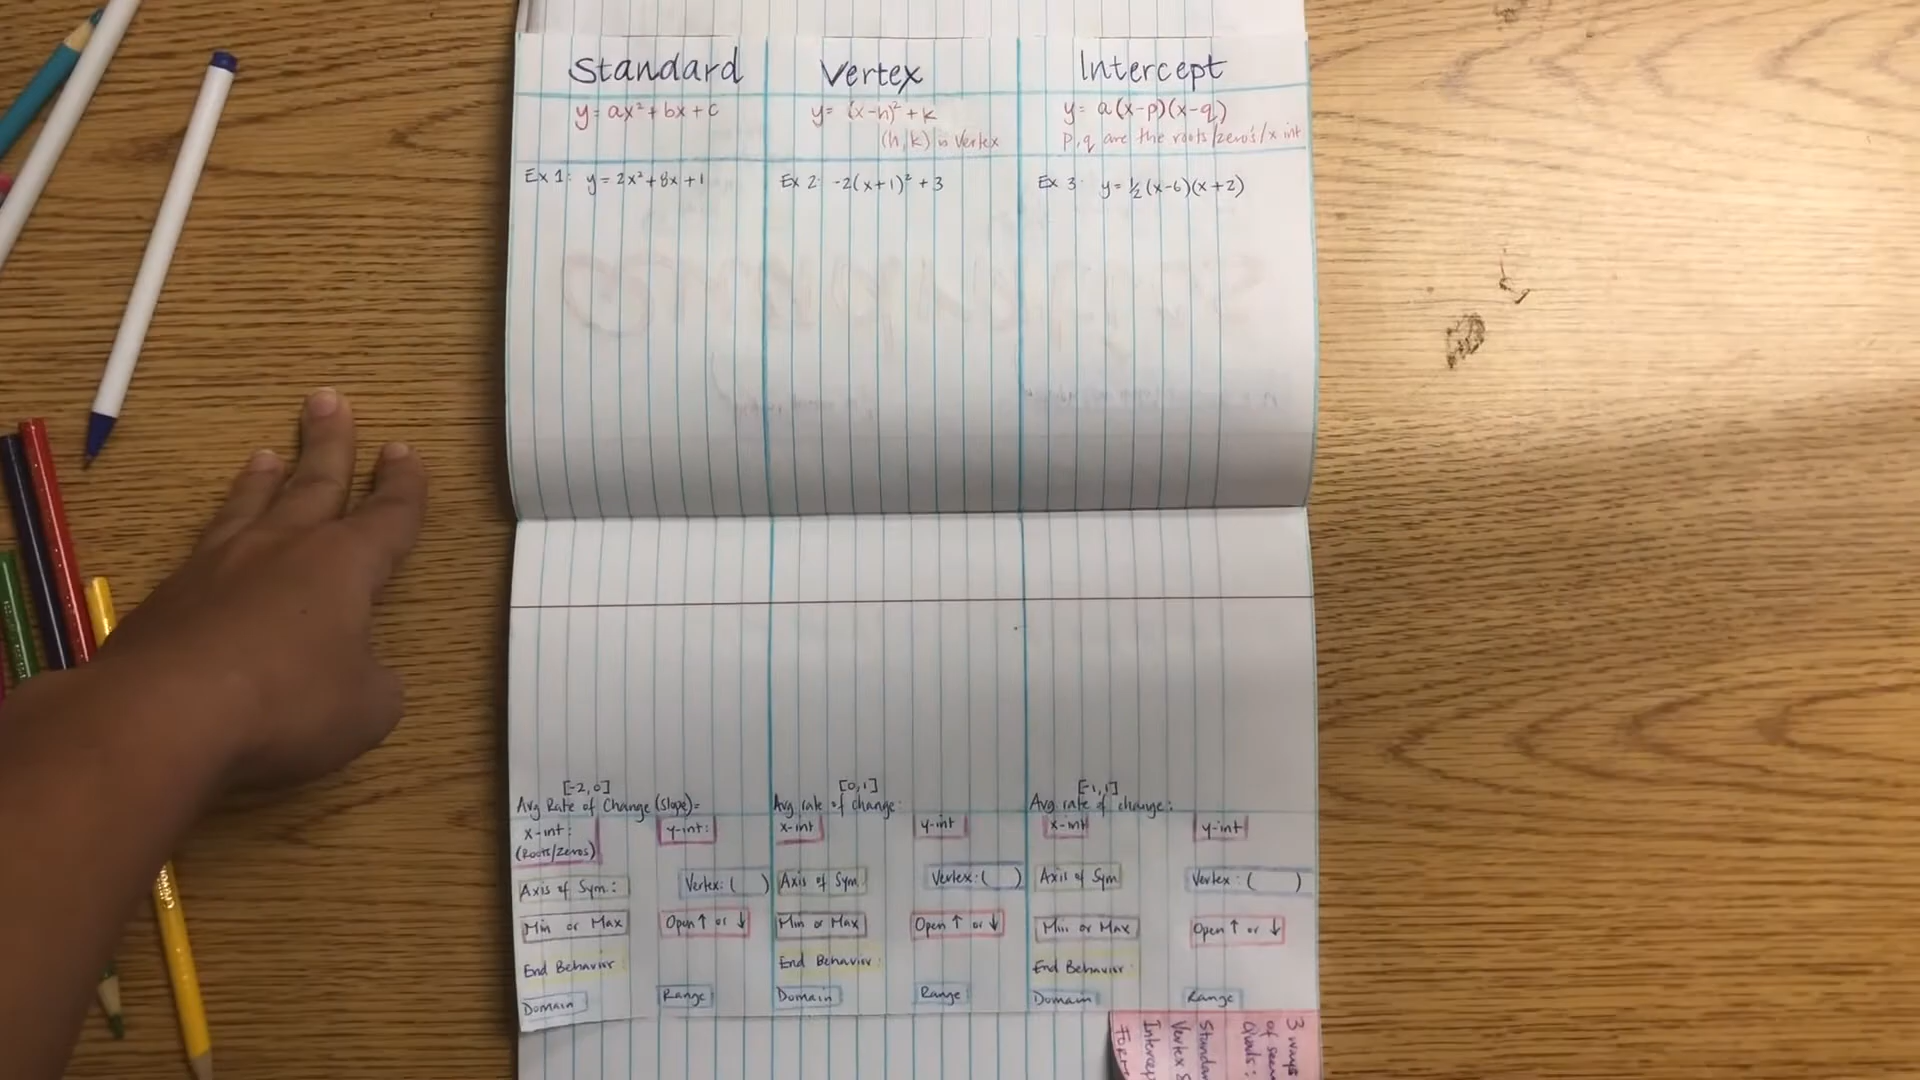 Standard
y = ax² + bx + c
Ex 1: y = 2x² + 8x + 1
Vertex
y = (x-h)² + k
(h,k) is Vertex
Ex 2: -2(x+1)² + 3
Intercept
y = a(x-p)(x-q)
p,q are the roots/zero's/x int
Ex 3: y = ½(x-6)(x+2)
[-2,0]
Avg Rate of Change (slope)=
x-int: y-int:
(Roots/Zeros)
Axis of Sym.: Vertex: ( )
Min or Max Open ↑ or ↓
End Behavior:
Domain Range
[0,1]
Avg. rate of change:
x-int y-int
Axis of Sym. Vertex: ( )
Min or Max Open ↑ or ↓
End Behavior:
Domain Range
[-1,1]
Avg. rate of change:
x-int y-int
Axis of Sym Vertex: ( )
Min or Max Open ↑ or ↓
End Behavior:
Domain Range
3 ways
of